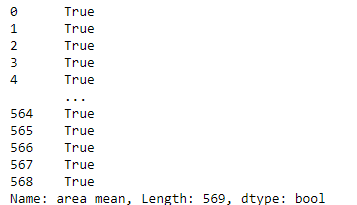 0      True
1      True
2      True
3      True
4      True
       ...
564    True
565    True
566    True
567    True
568    True
Name: area mean, Length: 569, dtype: bool